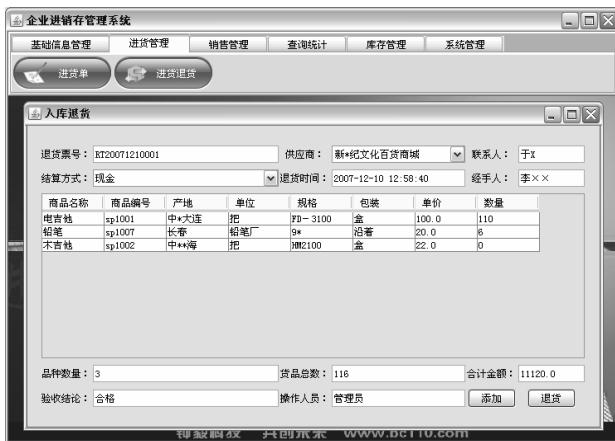 企业进销存管理系统
基础信息管理 进货管理 销售管理 查询统计 库存管理 系统管理
进货单 进货退货
入库退货
退货票号： RT20071210001 供应商： 新*纪文化百货商城 联系人： 于X
结算方式： 现金 退货时间： 2007-12-10 12:58:40 经手人： 李××
商品名称 商品编号 产地 单位 规格 包装 单价 数量
电吉他 sp1001 中*大连 把 FD-3100 盒 100.0 110
铅笔 sp1007 长春 铅笔厂 9* 沿着 20.0 6
木吉他 sp1002 中**海 把 HM2100 盒 22.0 0
品种数量： 3 货品总数： 116 合计金额： 11120.0
验收结论： 合格 操作人员： 管理员 添加 退货
www.bc110.com